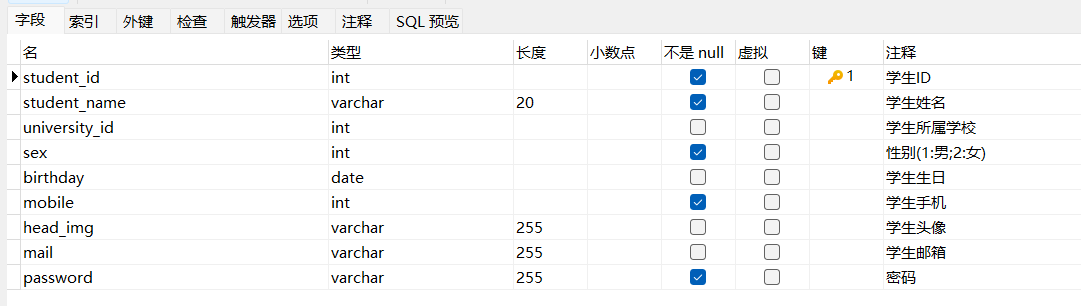 字段 索引 外键 检查 触发器 选项 注释 SQL 预览
名 类型 长度 小数点 不是 null 虚拟 键 注释
student_id int 1 学生ID
student_name varchar 20 学生姓名
university_id int 学生所属学校
sex int 性别(1:男;2:女)
birthday date 学生生日
mobile int 学生手机
head_img varchar 255 学生头像
mail varchar 255 学生邮箱
password varchar 255 密码